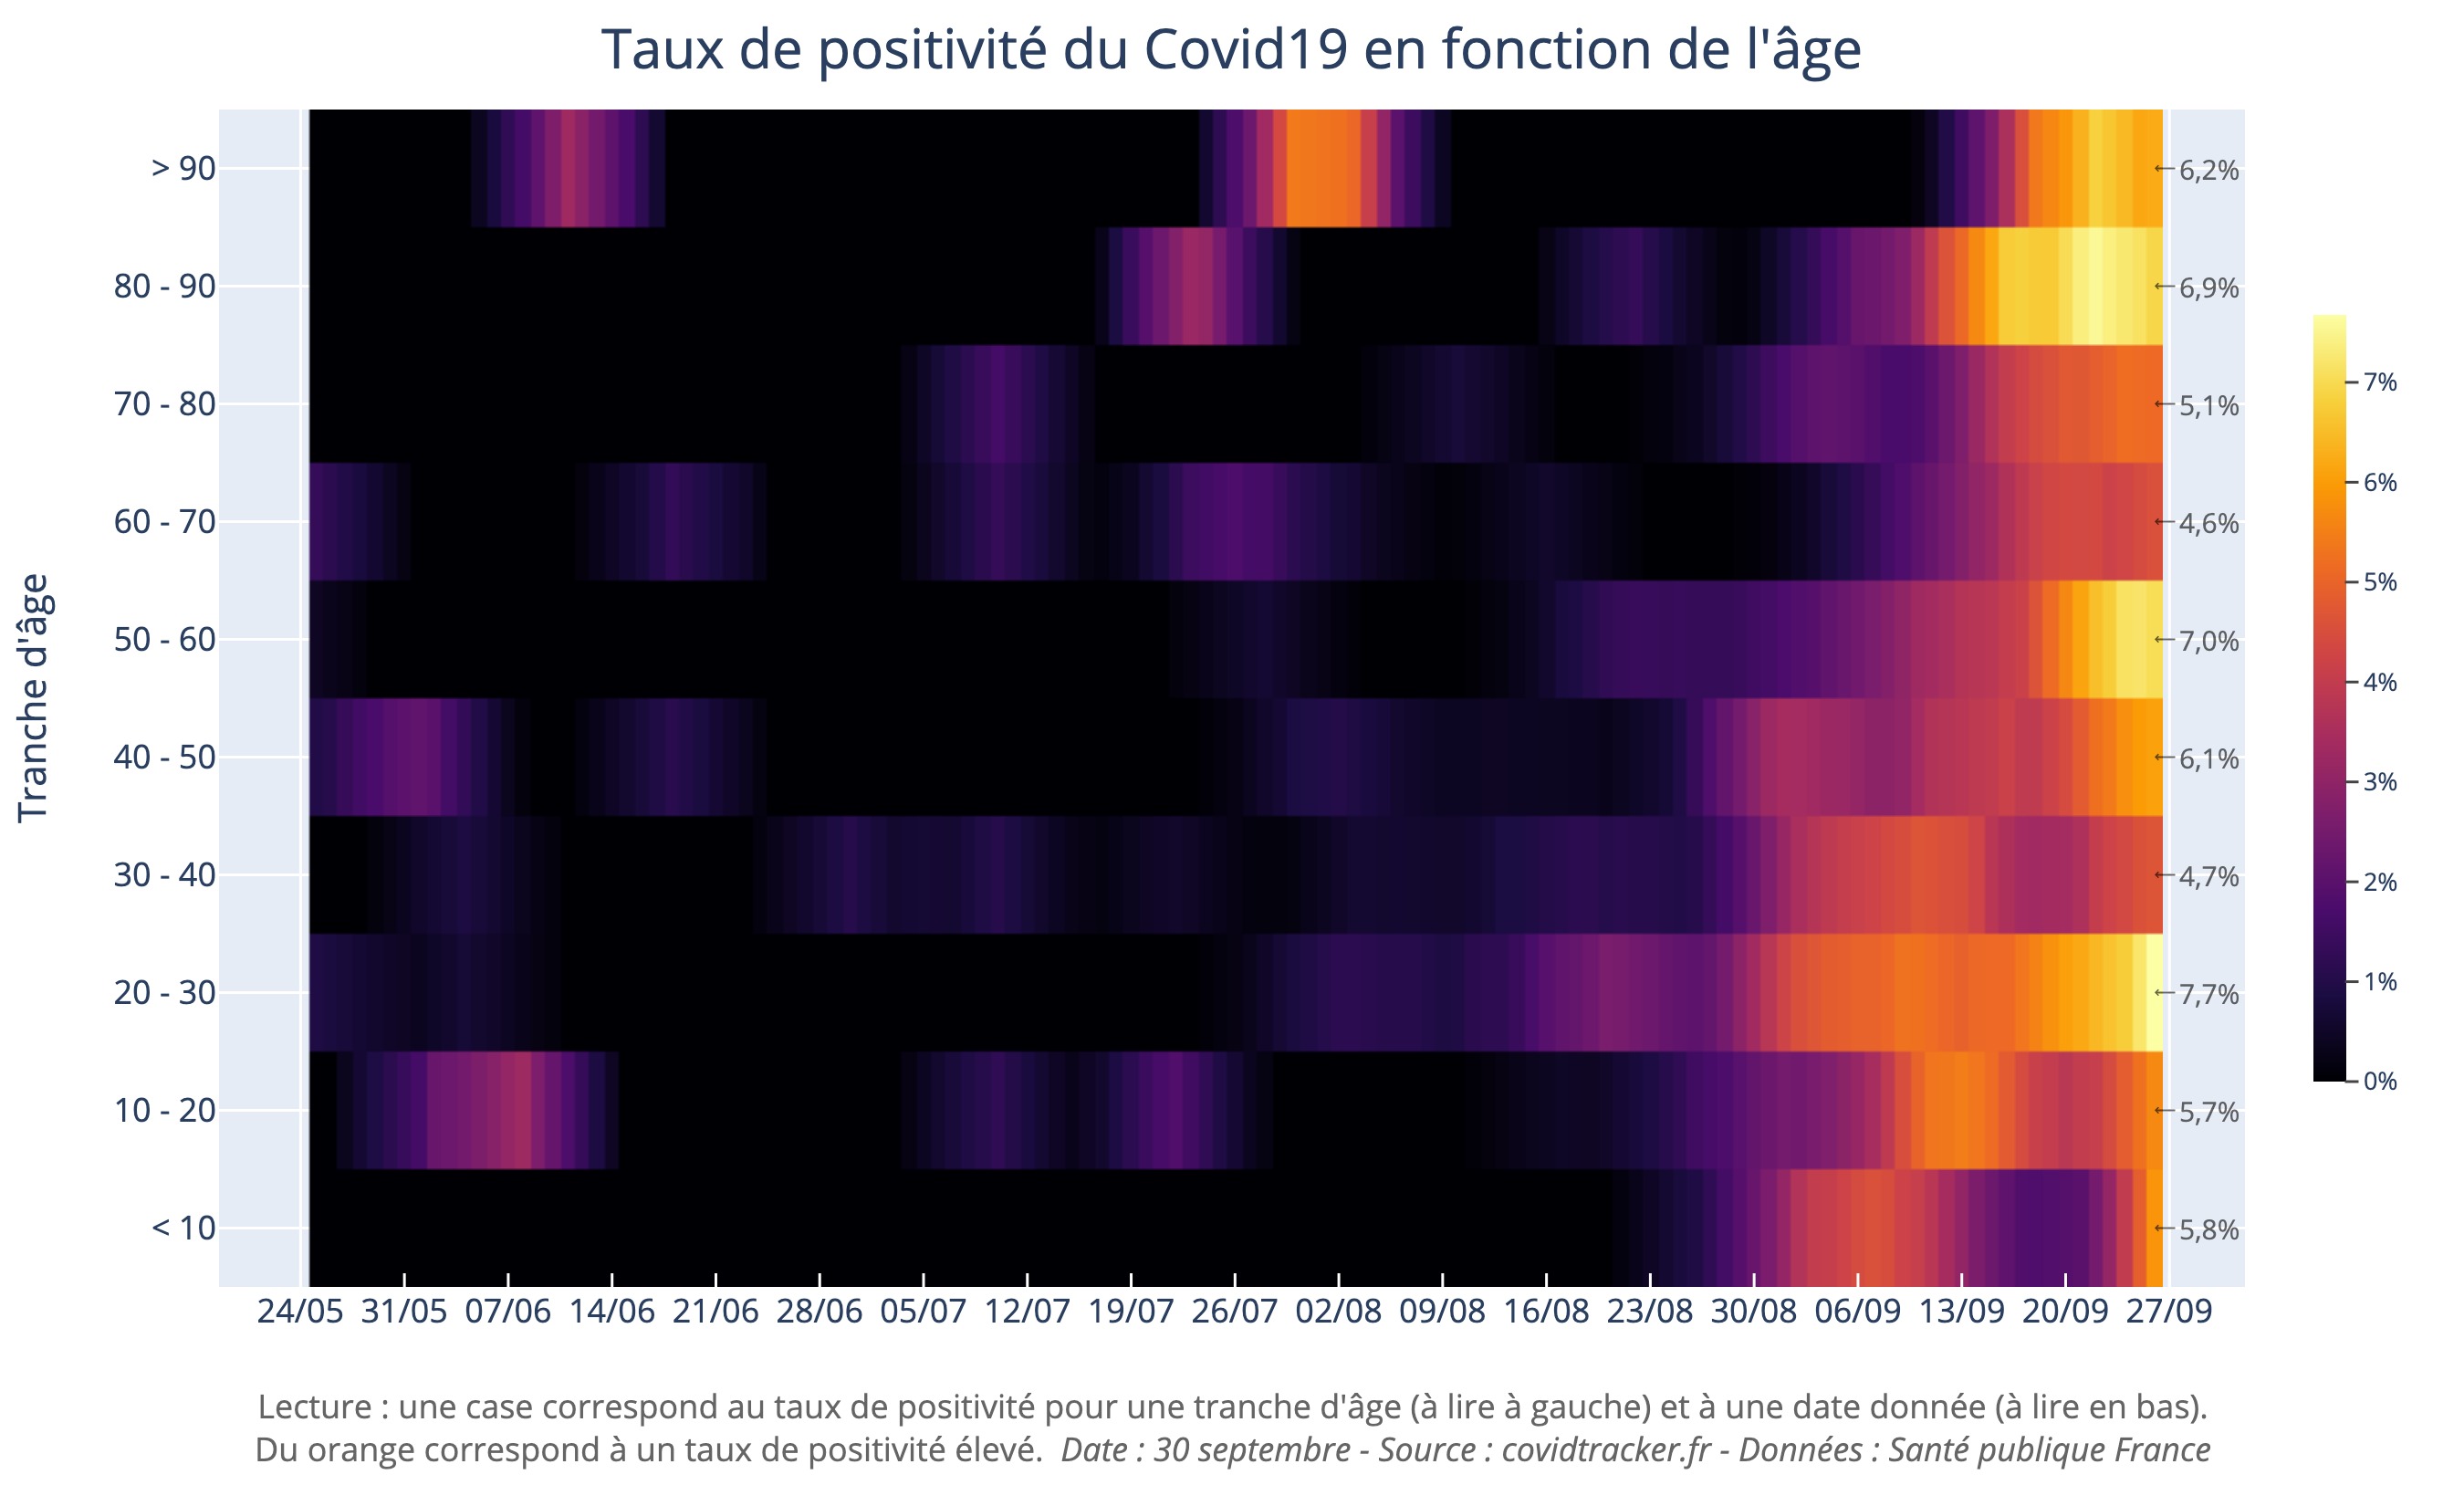 Taux de positivité du Covid19 en fonction de l'âge
Tranche d'âge
> 90
80 - 90
70 - 80
60 - 70
50 - 60
40 - 50
30 - 40
20 - 30
10 - 20
< 10
6,2%
6,9%
5,1%
4,6%
7,0%
6,1%
4,7%
7,7%
5,7%
5,8%
7%
6%
5%
4%
3%
2%
1%
0%
24/05 31/05 07/06 14/06 21/06 28/06 05/07 12/07 19/07 26/07 02/08 09/08 16/08 23/08 30/08 06/09 13/09 20/09 27/09
Lecture : une case correspond au taux de positivité pour une tranche d'âge (à lire à gauche) et à une date donnée (à lire en bas).
Du orange correspond à un taux de positivité élevé. Date : 30 septembre - Source : covidtracker.fr - Données : Santé publique France